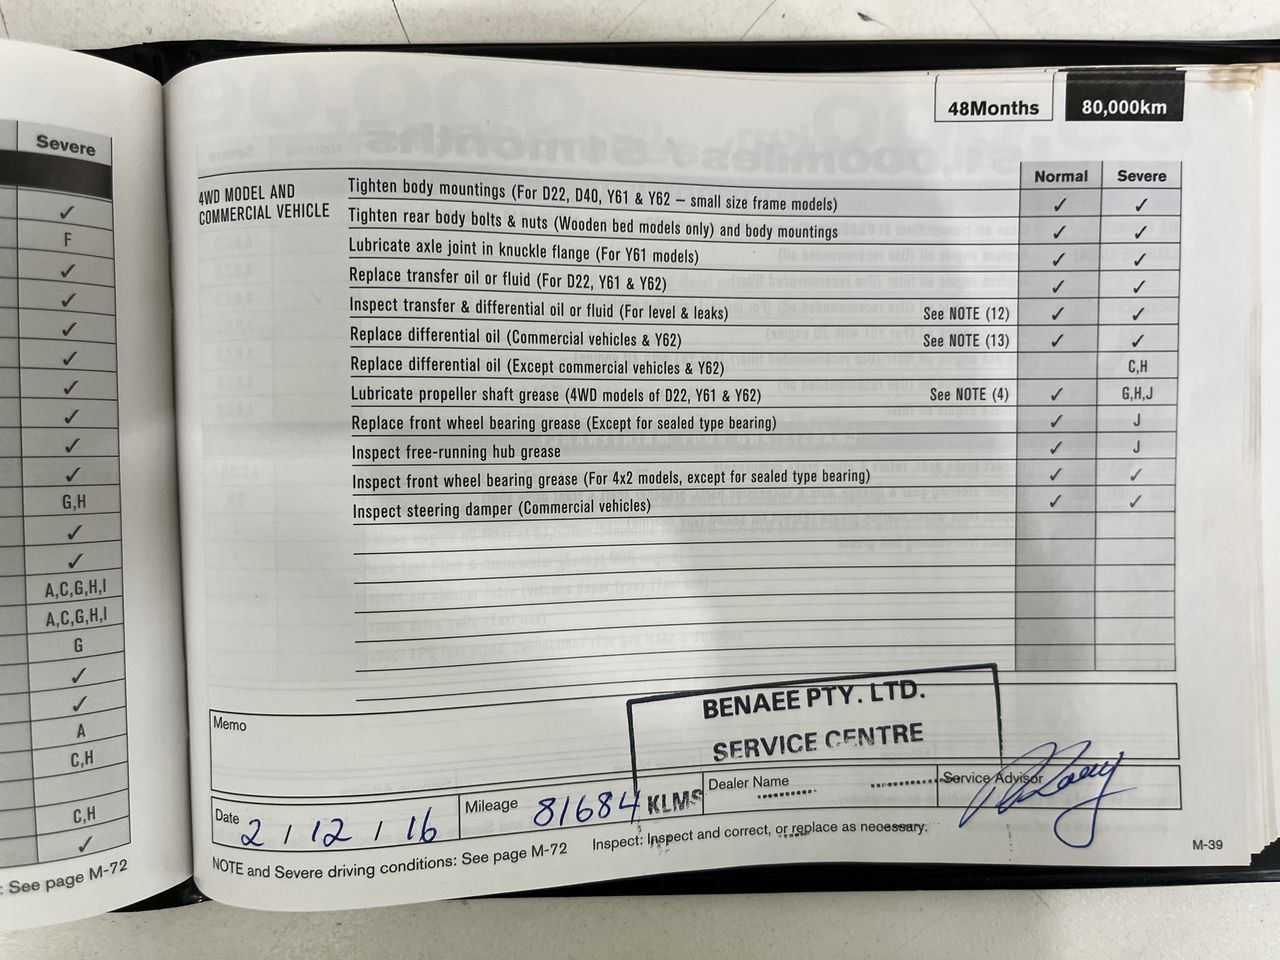 Severe
✓
F
✓
✓
✓
✓
✓
✓
✓
✓
G,H
✓
✓
A,C,G,H,I
A,C,G,H,I
G
✓
✓
A
C,H
C,H
✓
: See page M-72
48Months 80,000km
Normal Severe
4WD MODEL AND COMMERCIAL VEHICLE
Tighten body mountings (For D22, D40, Y61 & Y62 – small size frame models) ✓ ✓
Tighten rear body bolts & nuts (Wooden bed models only) and body mountings ✓ ✓
Lubricate axle joint in knuckle flange (For Y61 models) ✓ ✓
Replace transfer oil or fluid (For D22, Y61 & Y62) ✓ ✓
Inspect transfer & differential oil or fluid (For level & leaks) See NOTE (12) ✓ ✓
Replace differential oil (Commercial vehicles & Y62) See NOTE (13) ✓ ✓
Replace differential oil (Except commercial vehicles & Y62) C,H
Lubricate propeller shaft grease (4WD models of D22, Y61 & Y62) See NOTE (4) ✓ G,H,J
Replace front wheel bearing grease (Except for sealed type bearing) ✓ J
Inspect free-running hub grease ✓ J
Inspect front wheel bearing grease (For 4x2 models, except for sealed type bearing) ✓ ✓
Inspect steering damper (Commercial vehicles) ✓ ✓
Memo
BENAEE PTY. LTD.
SERVICE CENTRE
Date 2 / 12 / 16 Mileage 81684 KLMS Dealer Name Service Advisor
NOTE and Severe driving conditions: See page M-72 Inspect: Inspect and correct, or replace as necessary.
M-39